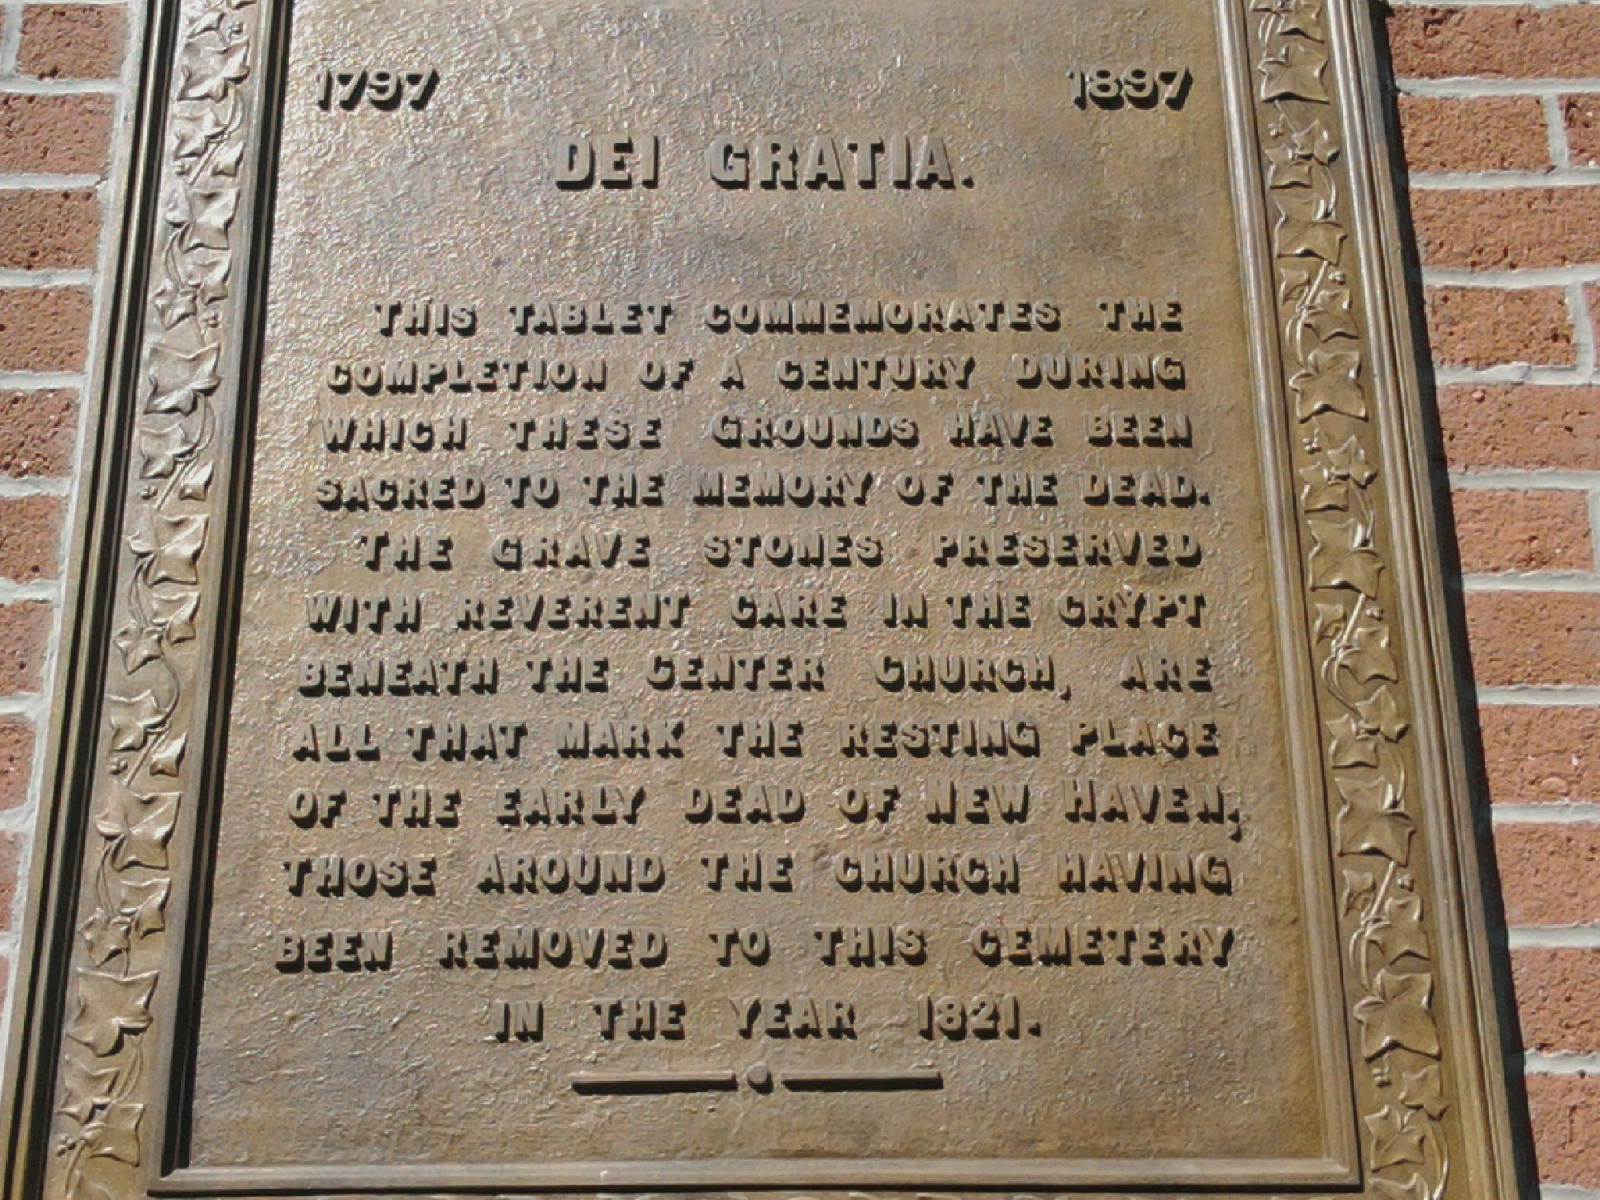 1797 1897
DEI GRATIA.
THIS TABLET COMMEMORATES THE
COMPLETION OF A CENTURY DURING
WHICH THESE GROUNDS HAVE BEEN
SACRED TO THE MEMORY OF THE DEAD.
THE GRAVE STONES PRESERVED
WITH REVERENT CARE IN THE CRYPT
BENEATH THE CENTER CHURCH, ARE
ALL THAT MARK THE RESTING PLACE
OF THE EARLY DEAD OF NEW HAVEN,
THOSE AROUND THE CHURCH HAVING
BEEN REMOVED TO THIS CEMETERY
IN THE YEAR 1821.